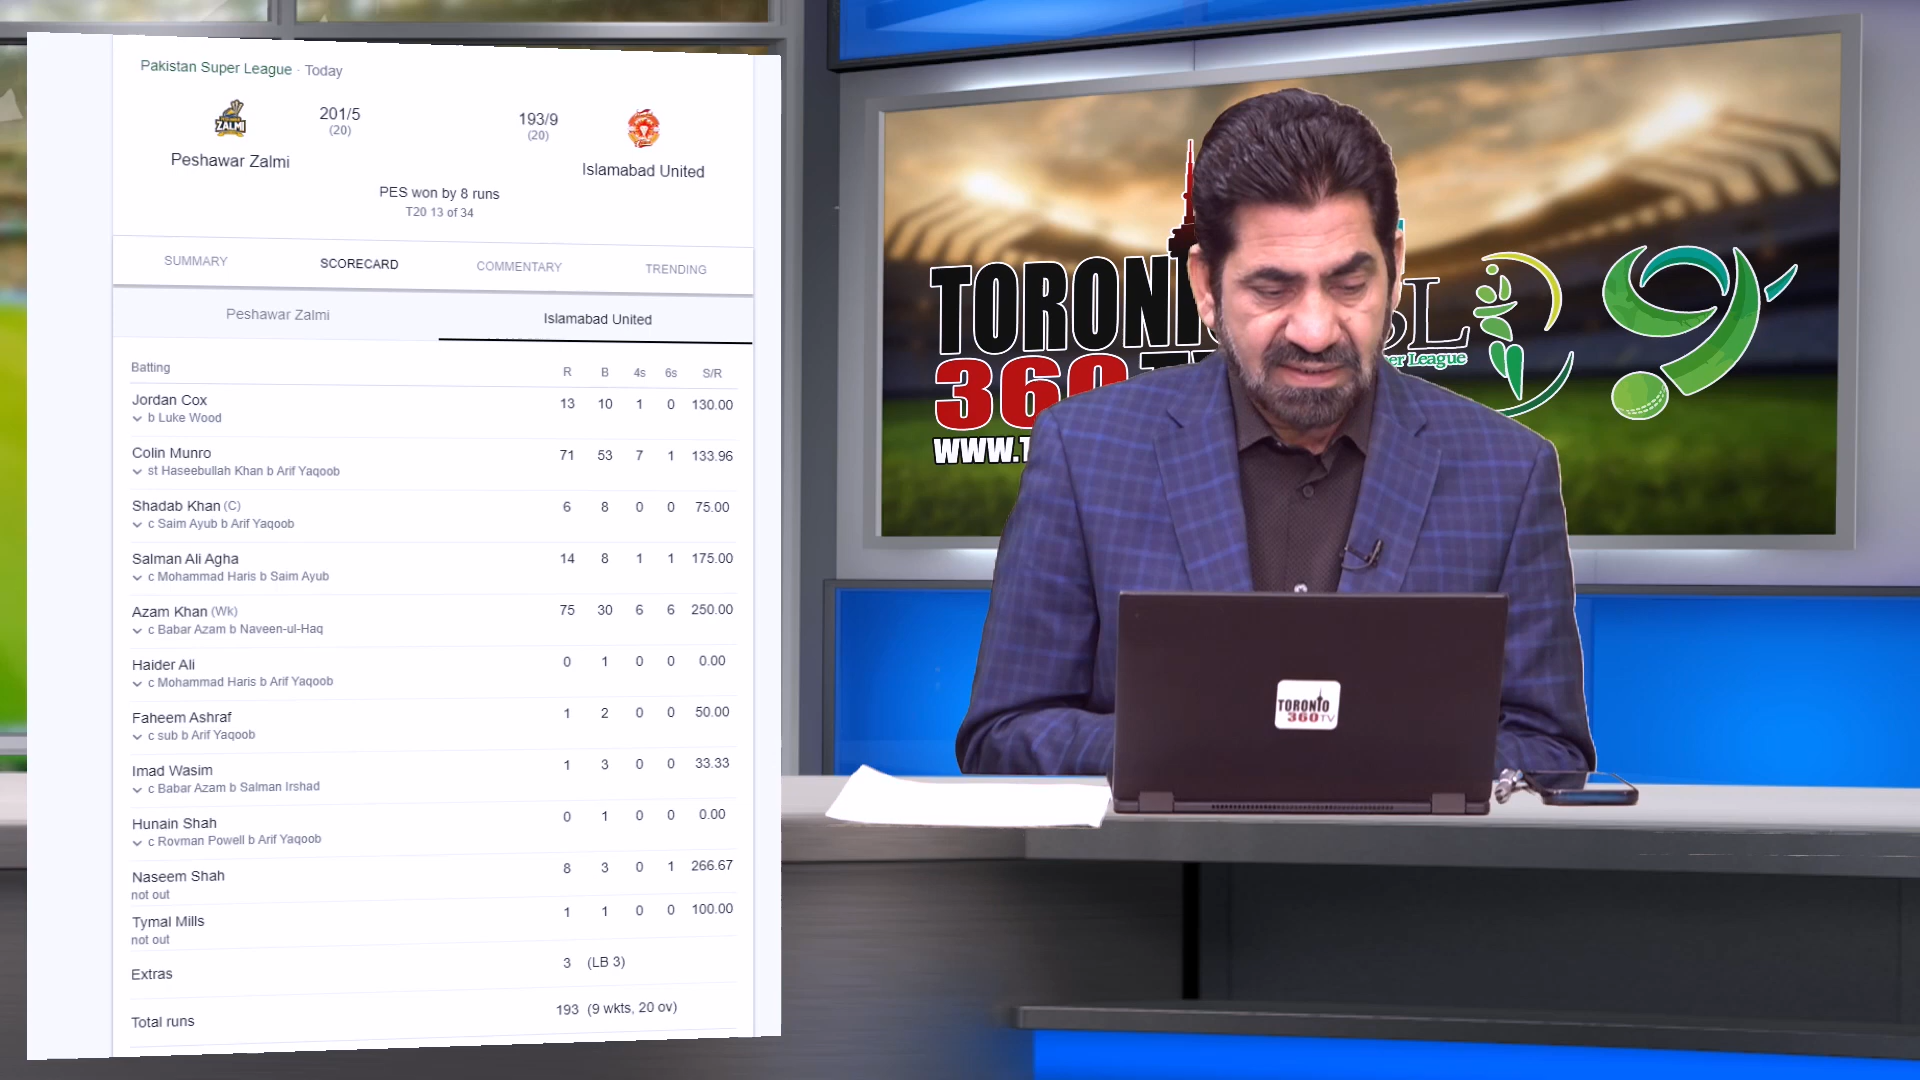 Pakistan Super League · Today
ZALMI
201/5
(20)
193/9
(20)
Peshawar Zalmi
Islamabad United
PES won by 8 runs
T20 13 of 34
SUMMARY SCORECARD COMMENTARY TRENDING
Peshawar Zalmi Islamabad United
Batting R B 4s 6s S/R
Jordan Cox 13 10 1 0 130.00
b Luke Wood
Colin Munro 71 53 7 1 133.96
st Haseebullah Khan b Arif Yaqoob
Shadab Khan (C) 6 8 0 0 75.00
c Saim Ayub b Arif Yaqoob
Salman Ali Agha 14 8 1 1 175.00
c Mohammad Haris b Saim Ayub
Azam Khan (Wk) 75 30 6 6 250.00
c Babar Azam b Naveen-ul-Haq
Haider Ali 0 1 0 0 0.00
c Mohammad Haris b Arif Yaqoob
Faheem Ashraf 1 2 0 0 50.00
c sub b Arif Yaqoob
Imad Wasim 1 3 0 0 33.33
c Babar Azam b Salman Irshad
Hunain Shah 0 1 0 0 0.00
c Rovman Powell b Arif Yaqoob
Naseem Shah 8 3 0 1 266.67
not out
Tymal Mills 1 1 0 0 100.00
not out
Extras 3 (LB 3)
Total runs 193 (9 wkts, 20 ov)
360
WWW.
League
TORONTO
360TV